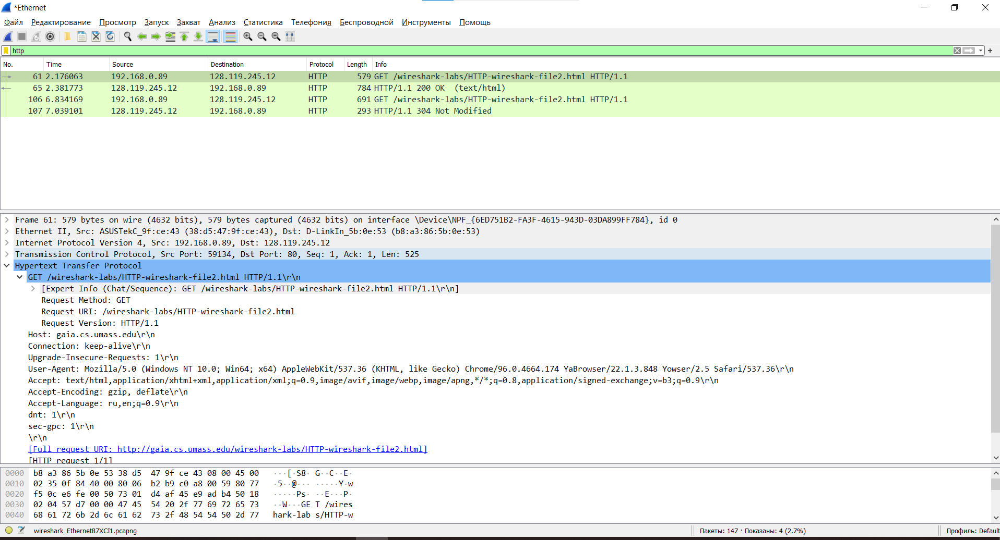 *Ethernet
Файл Редактирование Просмотр Запуск Захват Анализ Статистика Телефония Беспроводной Инструменты Помощь
http
No. Time Source Destination Protocol Length Info
61 2.176063 192.168.0.89 128.119.245.12 HTTP 579 GET /wireshark-labs/HTTP-wireshark-file2.html HTTP/1.1
65 2.381773 128.119.245.12 192.168.0.89 HTTP 784 HTTP/1.1 200 OK  (text/html)
106 6.834169 192.168.0.89 128.119.245.12 HTTP 691 GET /wireshark-labs/HTTP-wireshark-file2.html HTTP/1.1
107 7.039101 128.119.245.12 192.168.0.89 HTTP 293 HTTP/1.1 304 Not Modified
Frame 61: 579 bytes on wire (4632 bits), 579 bytes captured (4632 bits) on interface \Device\NPF_{6ED751B2-FA3F-4615-943D-03DA899FF784}, id 0
Ethernet II, Src: ASUSTekC_9f:ce:43 (38:d5:47:9f:ce:43), Dst: D-LinkIn_5b:0e:53 (b8:a3:86:5b:0e:53)
Internet Protocol Version 4, Src: 192.168.0.89, Dst: 128.119.245.12
Transmission Control Protocol, Src Port: 59134, Dst Port: 80, Seq: 1, Ack: 1, Len: 525
Hypertext Transfer Protocol
GET /wireshark-labs/HTTP-wireshark-file2.html HTTP/1.1\r\n
[Expert Info (Chat/Sequence): GET /wireshark-labs/HTTP-wireshark-file2.html HTTP/1.1\r\n]
Request Method: GET
Request URI: /wireshark-labs/HTTP-wireshark-file2.html
Request Version: HTTP/1.1
Host: gaia.cs.umass.edu\r\n
Connection: keep-alive\r\n
Upgrade-Insecure-Requests: 1\r\n
User-Agent: Mozilla/5.0 (Windows NT 10.0; Win64; x64) AppleWebKit/537.36 (KHTML, like Gecko) Chrome/96.0.4664.174 YaBrowser/22.1.3.848 Yowser/2.5 Safari/537.36\r\n
Accept: text/html,application/xhtml+xml,application/xml;q=0.9,image/avif,image/webp,image/apng,*/*;q=0.8,application/signed-exchange;v=b3;q=0.9\r\n
Accept-Encoding: gzip, deflate\r\n
Accept-Language: ru,en;q=0.9\r\n
dnt: 1\r\n
sec-gpc: 1\r\n
\r\n
[Full request URI: http://gaia.cs.umass.edu/wireshark-labs/HTTP-wireshark-file2.html]
[HTTP request 1/1]
0000 b8 a3 86 5b 0e 53 38 d5 47 9f ce 43 08 00 45 00 ···[·S8· G··C··E·
0010 02 35 0f 84 40 00 80 06 b2 b9 c0 a8 00 59 80 77 ·5··@··· ·····Y·w
0020 f5 0c e6 fe 00 50 73 01 d4 af 45 e9 ad b4 50 18 ·····Ps· ··E···P·
0030 02 04 57 d7 00 00 47 45 54 20 2f 77 69 72 65 73 ··W···GE T /wires
0040 68 61 72 6b 2d 6c 61 62 73 2f 48 54 54 50 2d 77 hark-lab s/HTTP-w
wireshark_EthernetB7XCI1.pcapng Пакеты: 147 · Показаны: 4 (2.7%) Профиль: Default